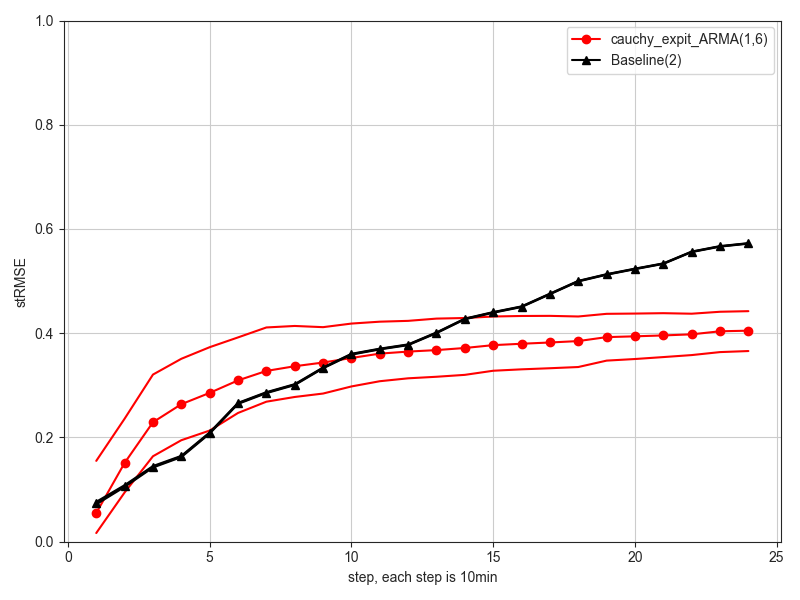 cauchy_expit_ARMA(1,6)
Baseline(2)
1.0
0.8
0.6
0.4
0.2
0.0
stRMSE
0 5 10 15 20 25
step, each step is 10min